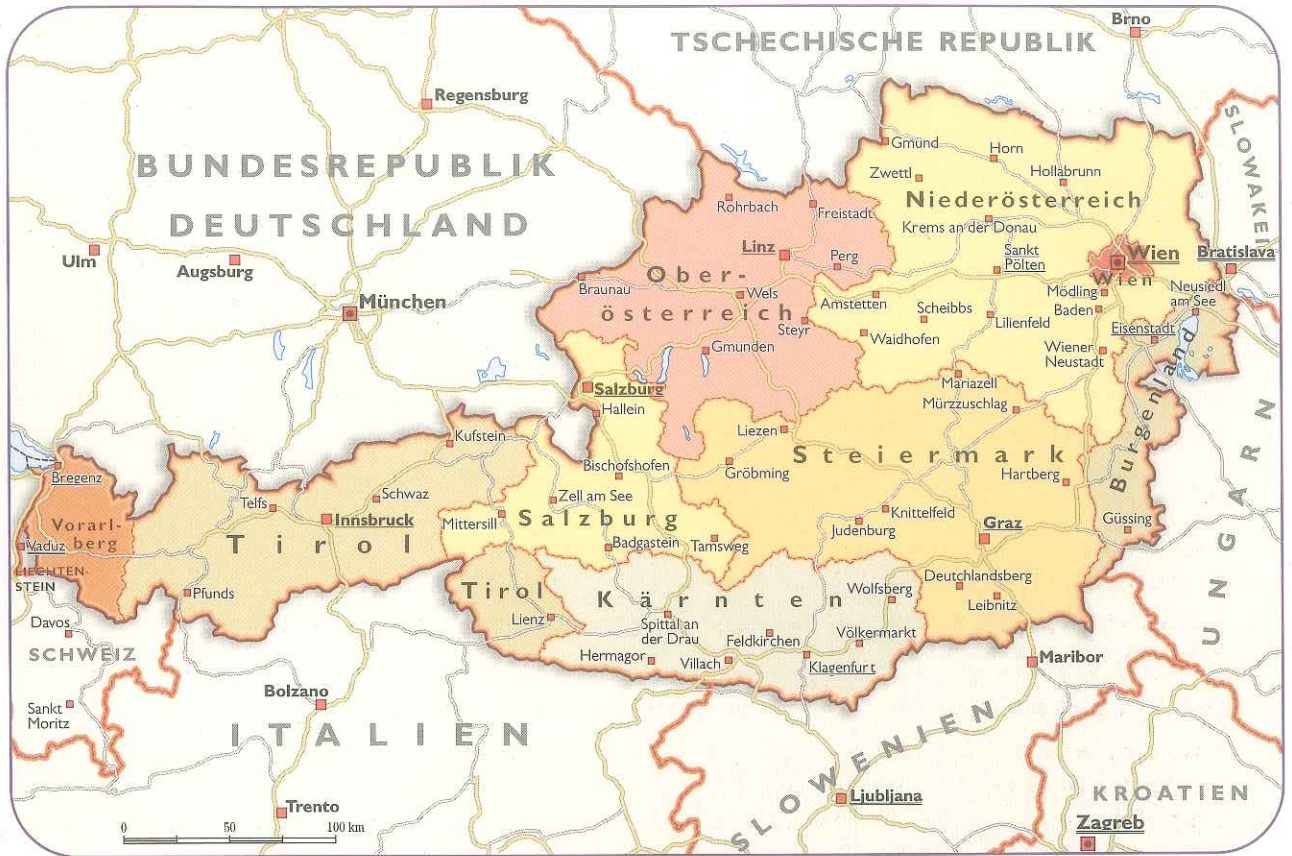 Brno
TSCHECHISCHE REPUBLIK
Regensburg
SLOWAKEI
BUNDESREPUBLIK
DEUTSCHLAND
Gmünd
Horn
Zwettl
Hollabrunn
Niederösterreich
Rohrbach
Freistadt
Krems an der Donau
Ulm
Augsburg
Linz
Perg
Sankt
Pölten
Wien
Wien
Bratislava
Ober-
österreich
Braunau
Wels
Amstetten
Steyr
Scheibbs
Waidhofen
Lilienfeld
Mödling
Baden
Neusiedl
am See
Eisenstadt
München
Gmunden
Wiener
Neustadt
Burgenland
Salzburg
Hallein
Mariazell
Mürzzuschlag
Kufstein
Liezen
Steiermark
Bischofshofen
Gröbming
Hartberg
UNGARN
Bregenz
Telfs
Schwaz
Zell am See
Vorarl-
berg
Innsbruck
Mittersill
Salzburg
Knittelfeld
Judenburg
Graz
Güssing
Tirol
Badgastein
Tamsweg
Vaduz
LIECHTEN-
STEIN
Pfunds
Tirol
Kärnten
Wolfsberg
Deutchlandsberg
Leibnitz
Lienz
Spittal an
der Drau
Feldkirchen
Völkermarkt
Davos
SCHWEIZ
Hermagor
Villach
Klagenfurt
Maribor
Sankt
Moritz
Bolzano
ITALIEN
SLOWENIEN
Ljubljana
KROATIEN
Trento
Zagreb
0 50 100 km